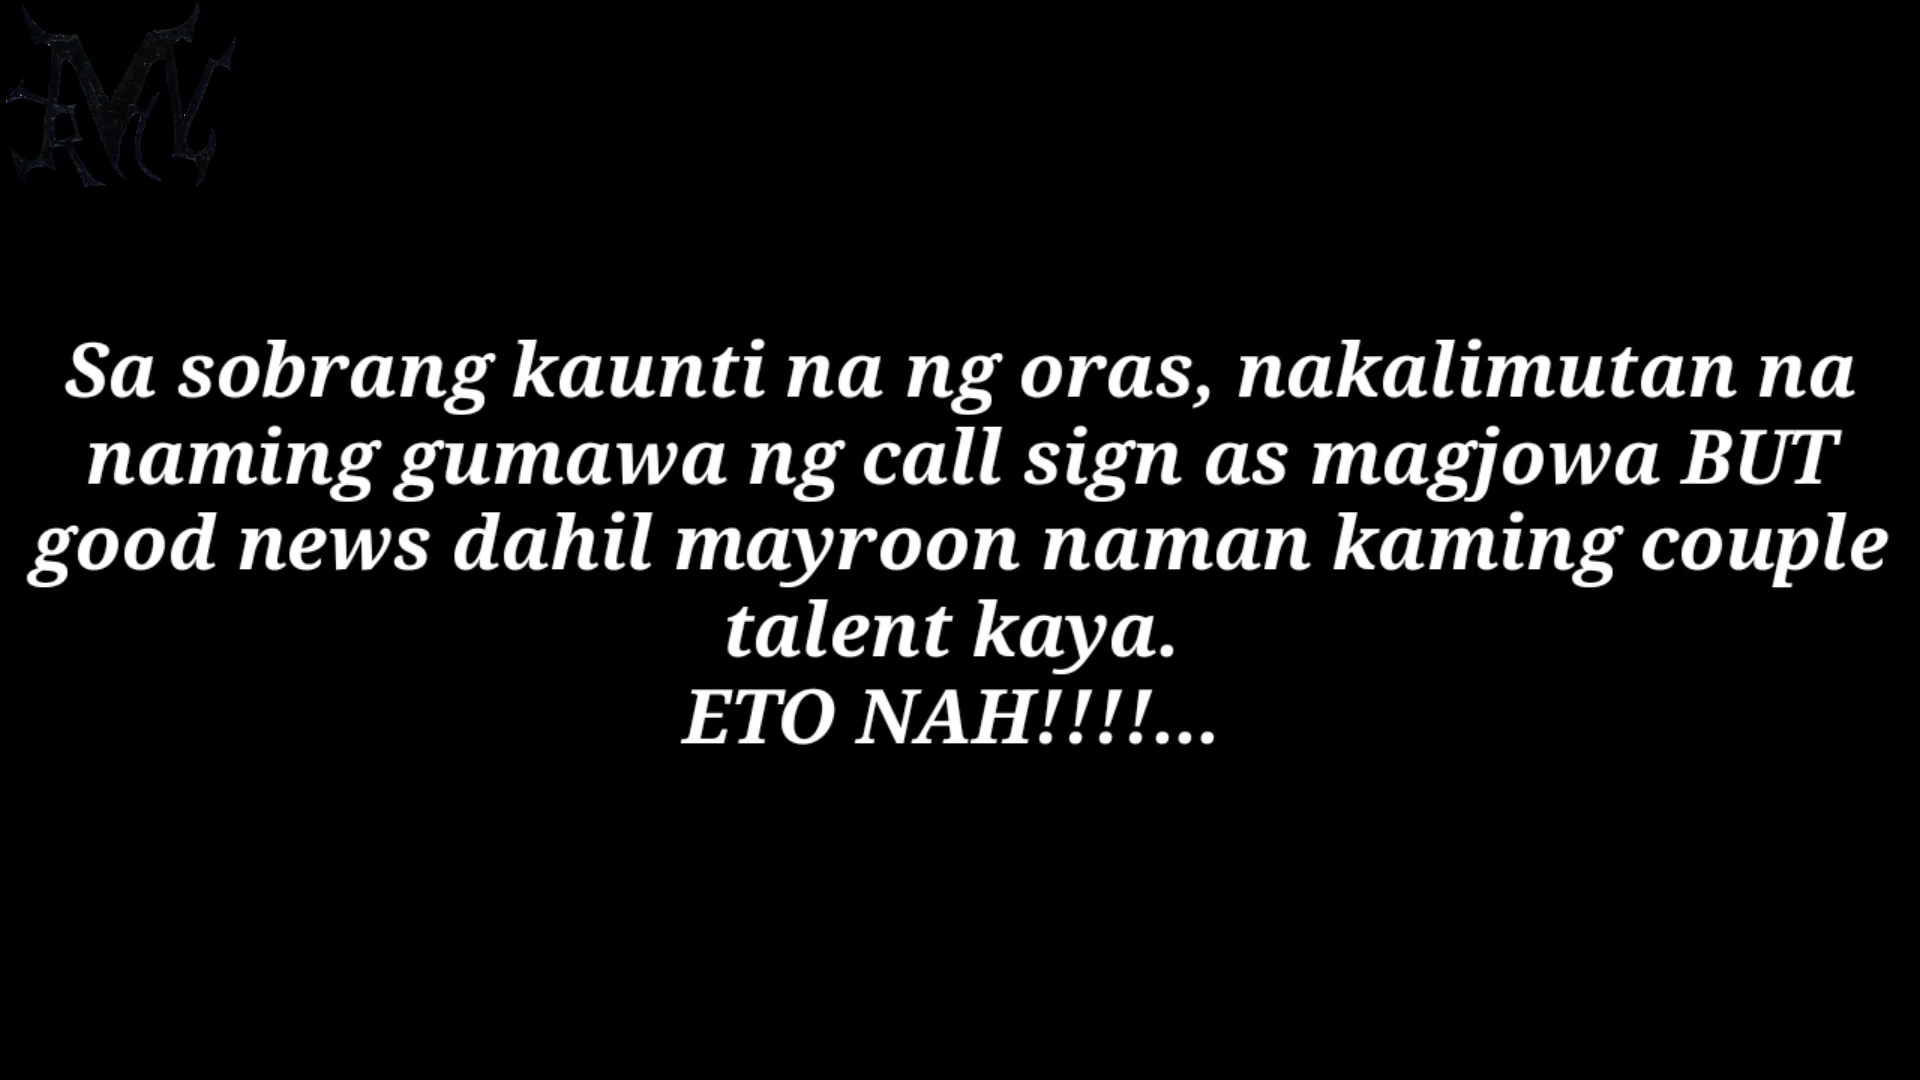 Sa sobrang kaunti na ng oras, nakalimutan na
naming gumawa ng call sign as magjowa BUT
good news dahil mayroon naman kaming couple
talent kaya.
ETO NAH!!!!...